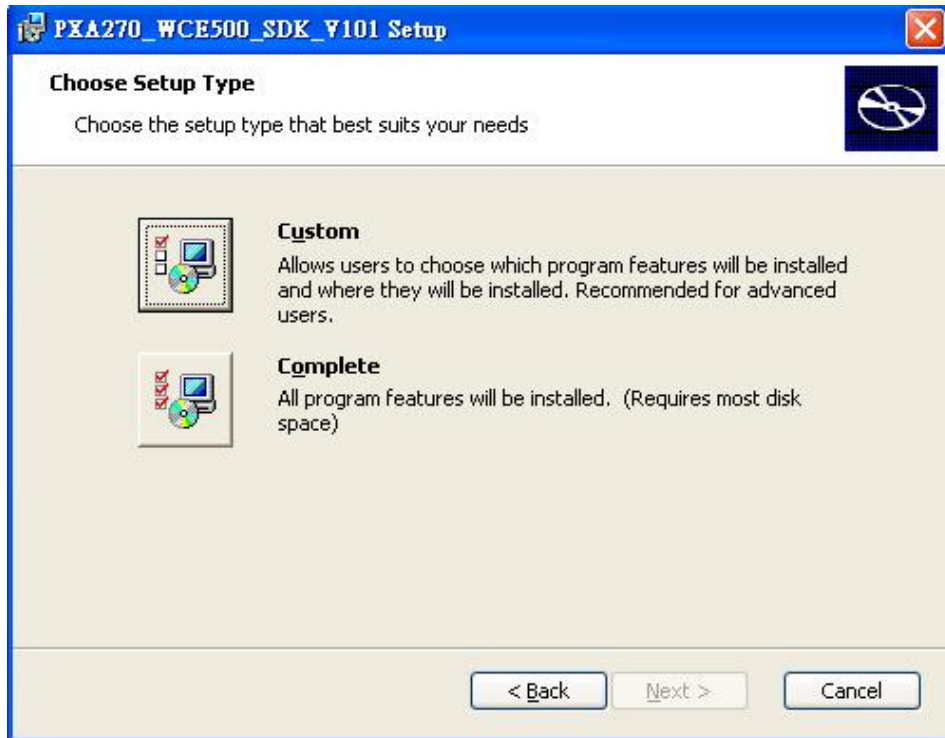 PXA270_WCE500_SDK_V101 Setup
Choose Setup Type
Choose the setup type that best suits your needs
Custom
Allows users to choose which program features will be installed
and where they will be installed. Recommended for advanced
users.
Complete
All program features will be installed. (Requires most disk
space)
< Back Next > Cancel